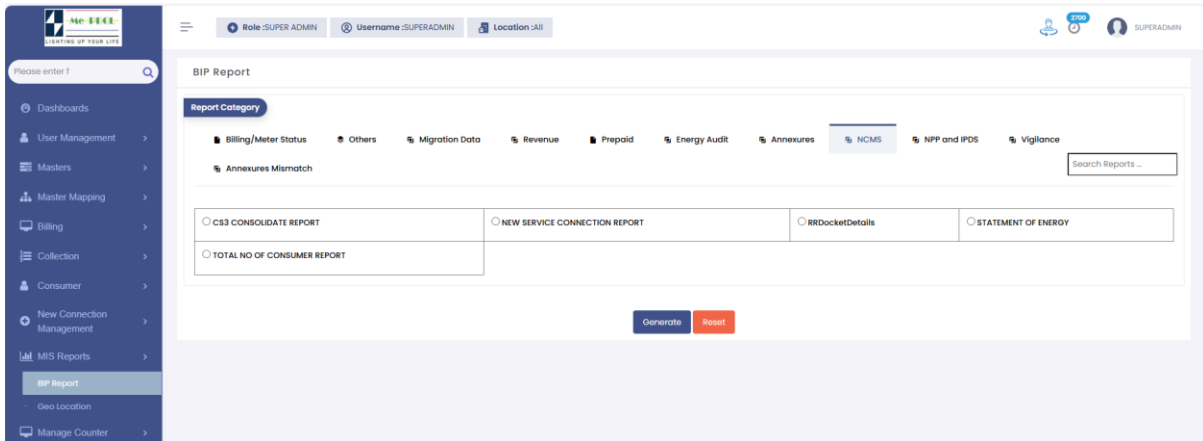 -Me-PDCL-
LIGHTING UP YOUR LIFE
Role :SUPER ADMIN
Username :SUPERADMIN
Location :All
2700
SUPERADMIN
Please enter f
Dashboards
User Management
Masters
Master Mapping
Billing
Collection
Consumer
New Connection
Management
MIS Reports
BIP Report
Geo Location
Manage Counter
BIP Report
Report Category
Billing/Meter Status
Others
Migration Data
Revenue
Prepaid
Energy Audit
Annexures
NCMS
NPP and IPDS
Vigilance
Annexures Mismatch
Search Reports ...
CS3 CONSOLIDATE REPORT
NEW SERVICE CONNECTION REPORT
RRDocketDetails
STATEMENT OF ENERGY
TOTAL NO OF CONSUMER REPORT
Generate
Reset